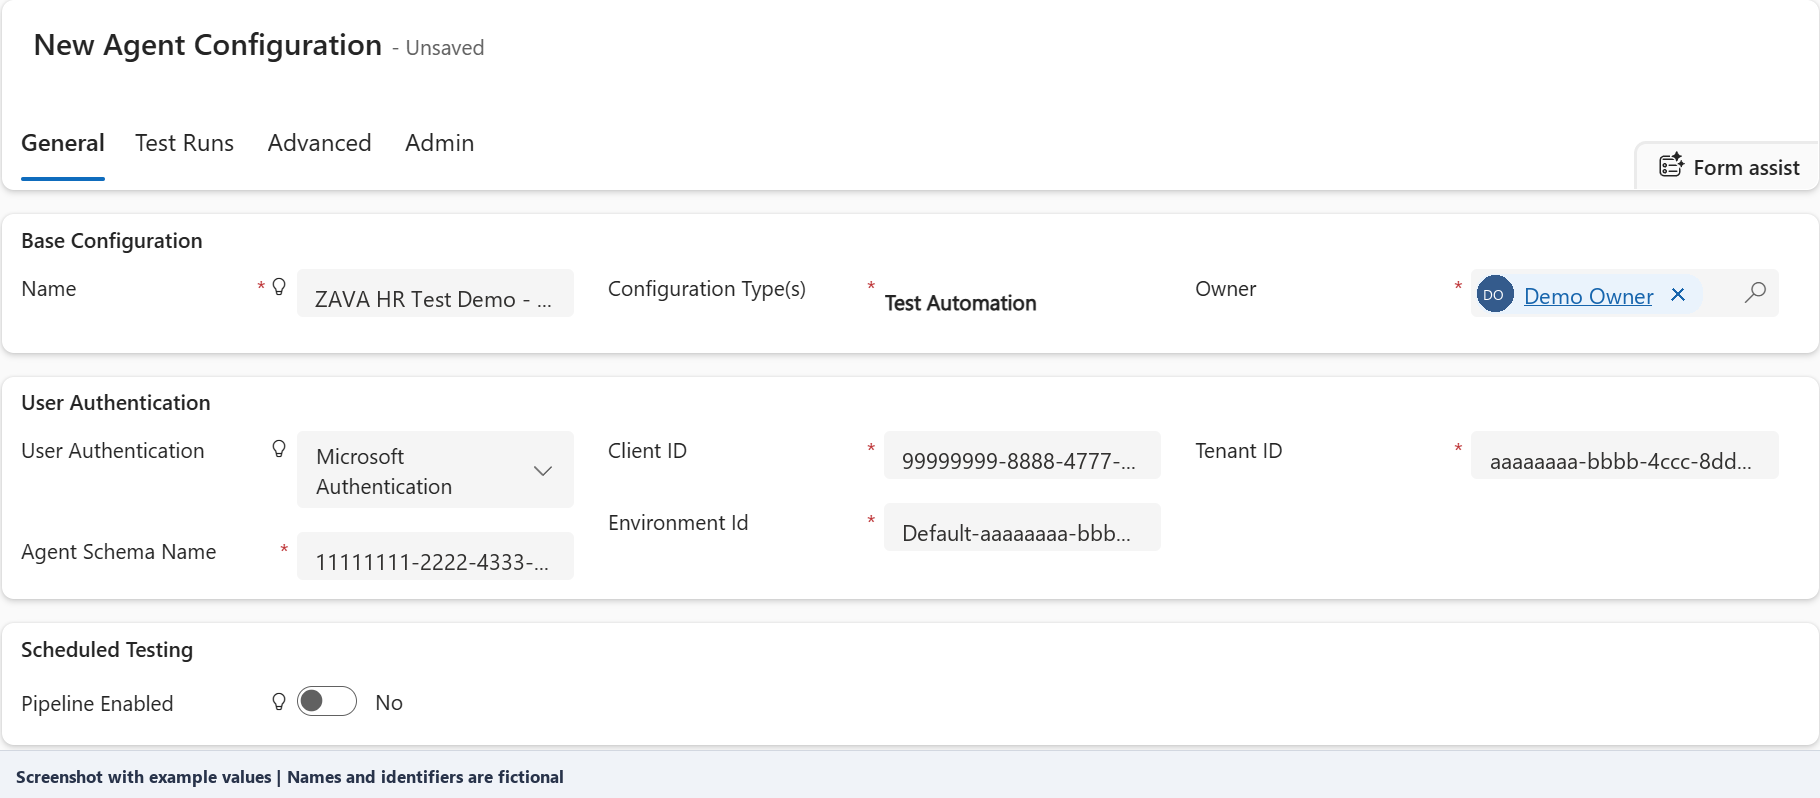 New Agent Configuration - Unsaved
General Test Runs Advanced Admin
Form assist
Base Configuration
Name * ZAVA HR Test Demo - ...
Configuration Type(s) * Test Automation
Owner * DO Demo Owner
User Authentication
User Authentication Microsoft
Authentication
Client ID * 99999999-8888-4777-...
Tenant ID * aaaaaaaa-bbbb-4ccc-8dd...
Environment Id * Default-aaaaaaaa-bbb...
Agent Schema Name * 11111111-2222-4333-...
Scheduled Testing
Pipeline Enabled No
Screenshot with example values | Names and identifiers are fictional